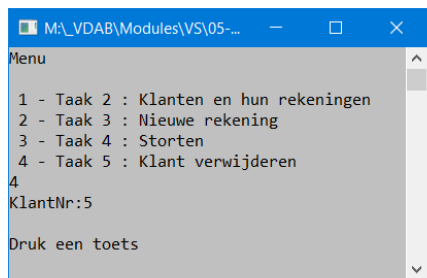 M:\_VDAB\Modules\VS\05-...
Menu
1 - Taak 2 : Klanten en hun rekeningen
2 - Taak 3 : Nieuwe rekening
3 - Taak 4 : Storten
4 - Taak 5 : Klant verwijderen
4
KlantNr:5
Druk een toets